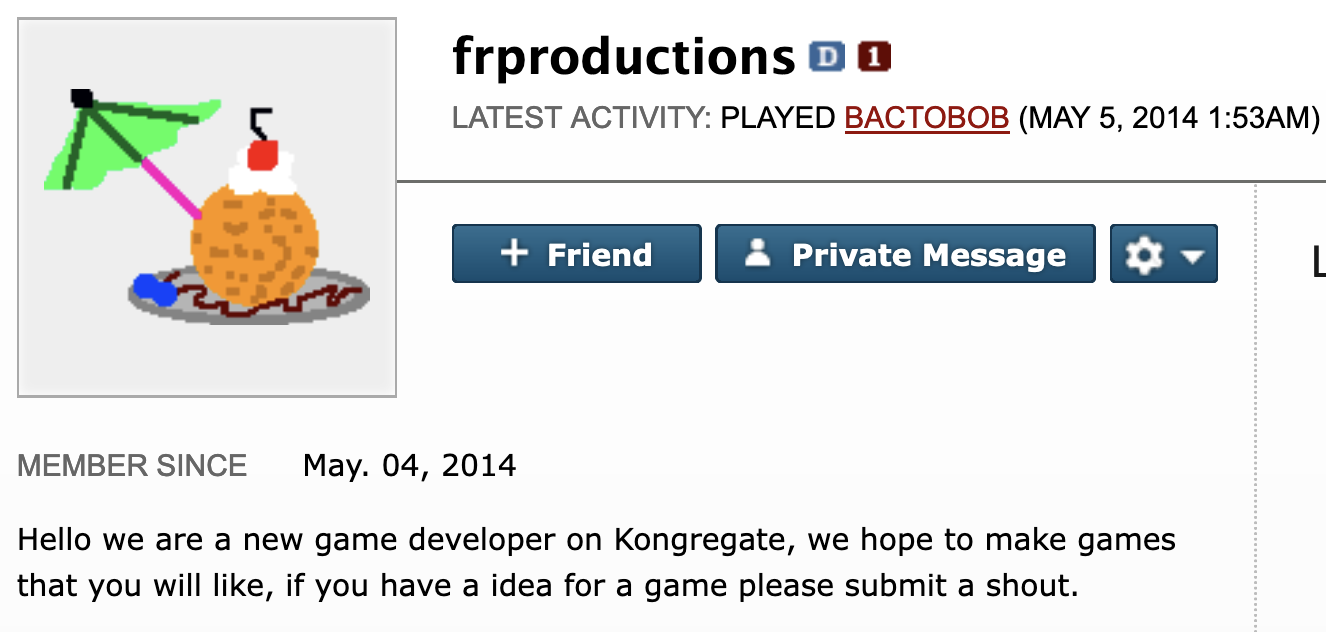 frproductions D 1
LATEST ACTIVITY: PLAYED BACTOBOB (MAY 5, 2014 1:53AM)
+ Friend Private Message
L
MEMBER SINCE May. 04, 2014
Hello we are a new game developer on Kongregate, we hope to make games
that you will like, if you have a idea for a game please submit a shout.